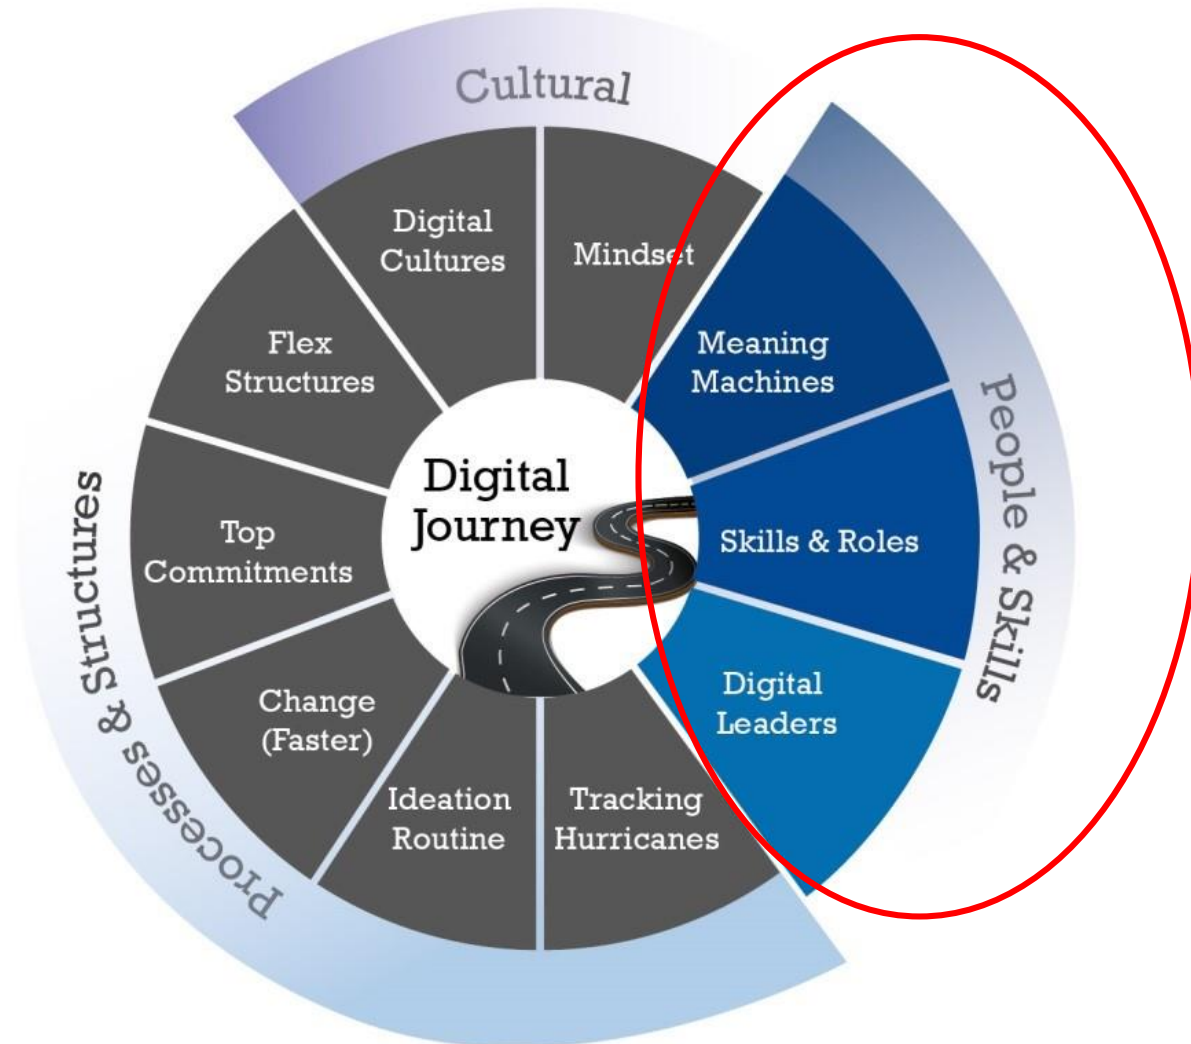 Cultural
Digital
Cultures
Mindset
Meaning
Machines
People & Skills
Skills & Roles
Digital
Leaders
Tracking
Hurricanes
Ideation
Routine
Change
(Faster)
Top
Commitments
Flex
Structures
Processes & Structures
Digital
Journey